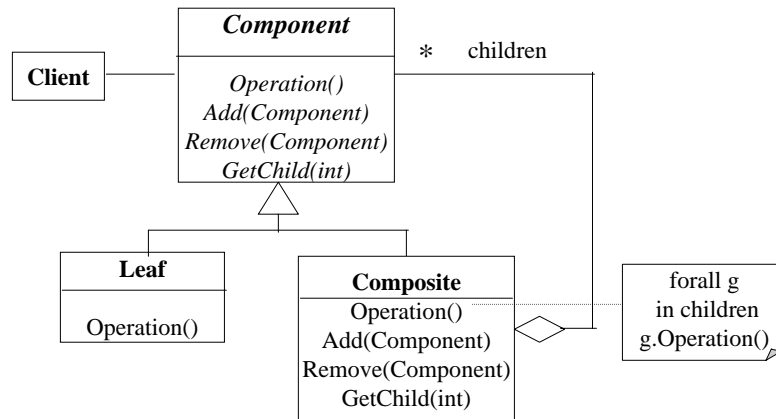 Component
* children
Client
Operation()
Add(Component)
Remove(Component)
GetChild(int)
Leaf
Operation()
Composite
Operation()
Add(Component)
Remove(Component)
GetChild(int)
forall g
in children
g.Operation()